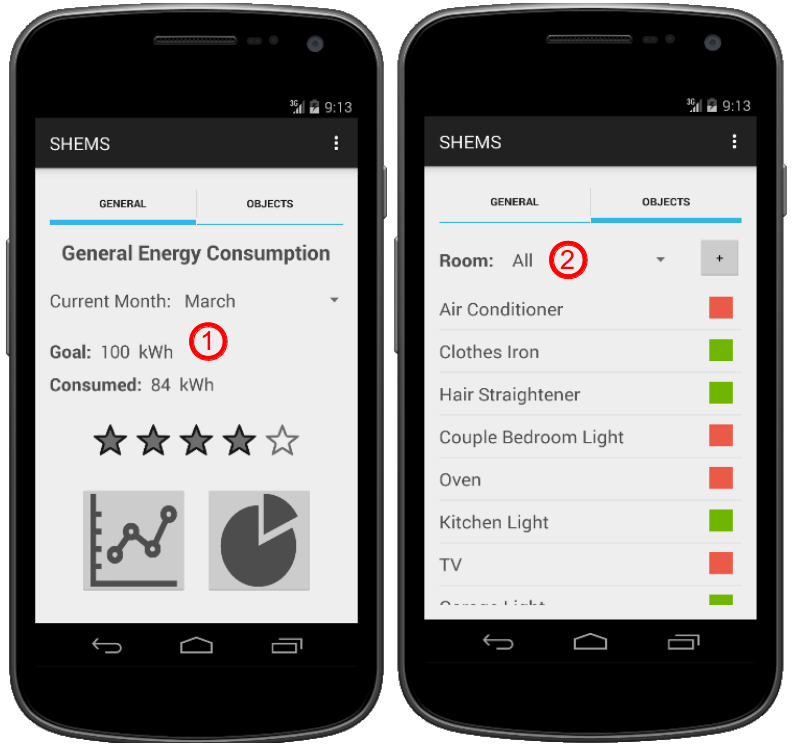 3G 9:13
SHEMS
GENERAL OBJECTS
General Energy Consumption
Current Month: March
1
Goal: 100 kWh
Consumed: 84 kWh
3G 9:13
SHEMS
GENERAL OBJECTS
Room: All 2 +
Air Conditioner
Clothes Iron
Hair Straightener
Couple Bedroom Light
Oven
Kitchen Light
TV
Garage Light